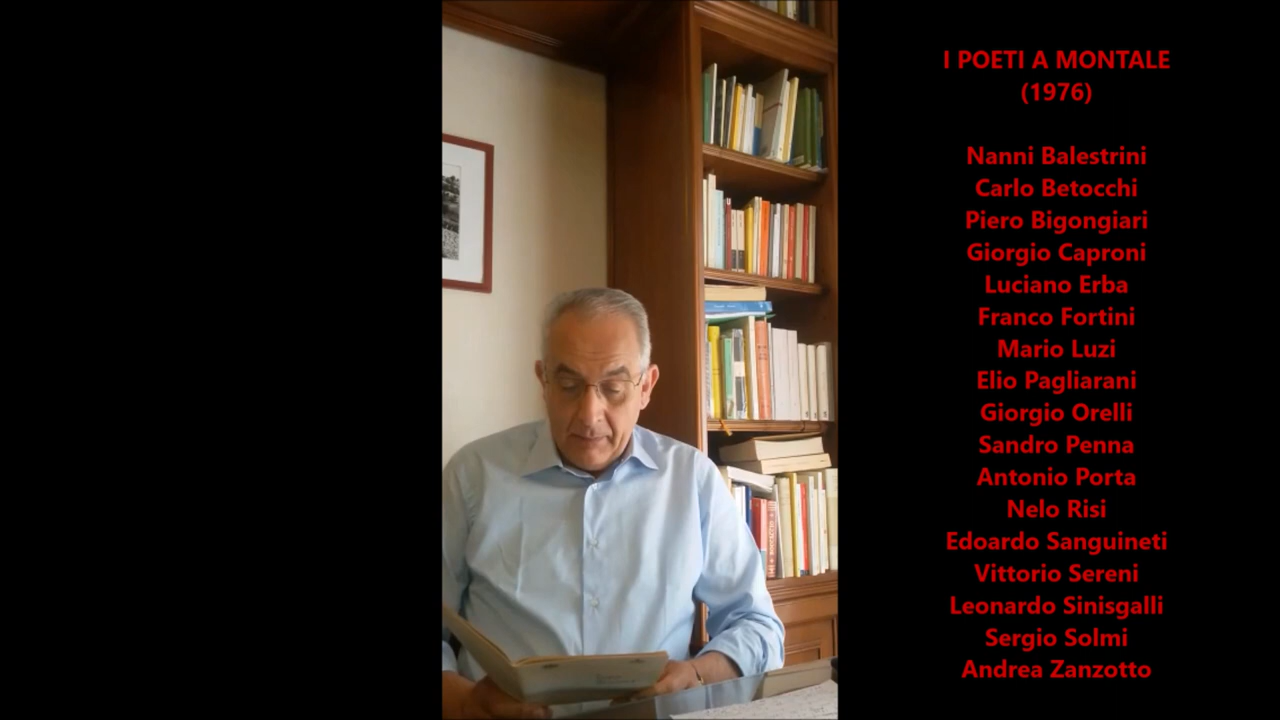 I POETI A MONTALE
(1976)
Nanni Balestrini
Carlo Betocchi
Piero Bigongiari
Giorgio Caproni
Luciano Erba
Franco Fortini
Mario Luzi
Elio Pagliarani
Giorgio Orelli
Sandro Penna
Antonio Porta
Nelo Risi
Edoardo Sanguineti
Vittorio Sereni
Leonardo Sinisgalli
Sergio Solmi
Andrea Zanzotto